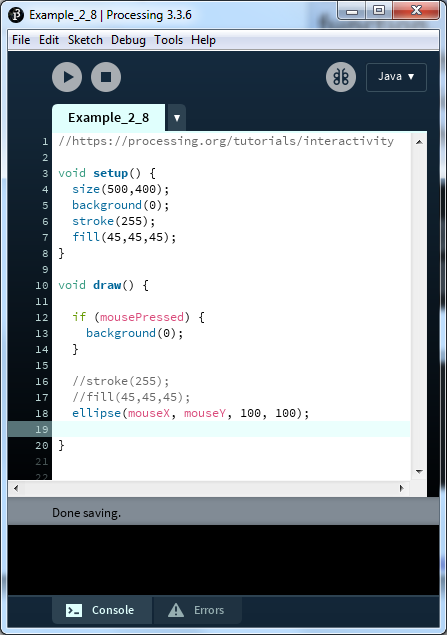 Example_2_8 | Processing 3.3.6
File Edit Sketch Debug Tools Help
Java ▾
Example_2_8 ▾
1 //https://processing.org/tutorials/interactivity
2
3 void setup() {
4   size(500,400);
5   background(0);
6   stroke(255);
7   fill(45,45,45);
8 }
9
10 void draw() {
11
12   if (mousePressed) {
13     background(0);
14   }
15
16   //stroke(255);
17   //fill(45,45,45);
18   ellipse(mouseX, mouseY, 100, 100);
19
20 }
21
22
Done saving.
Console Errors